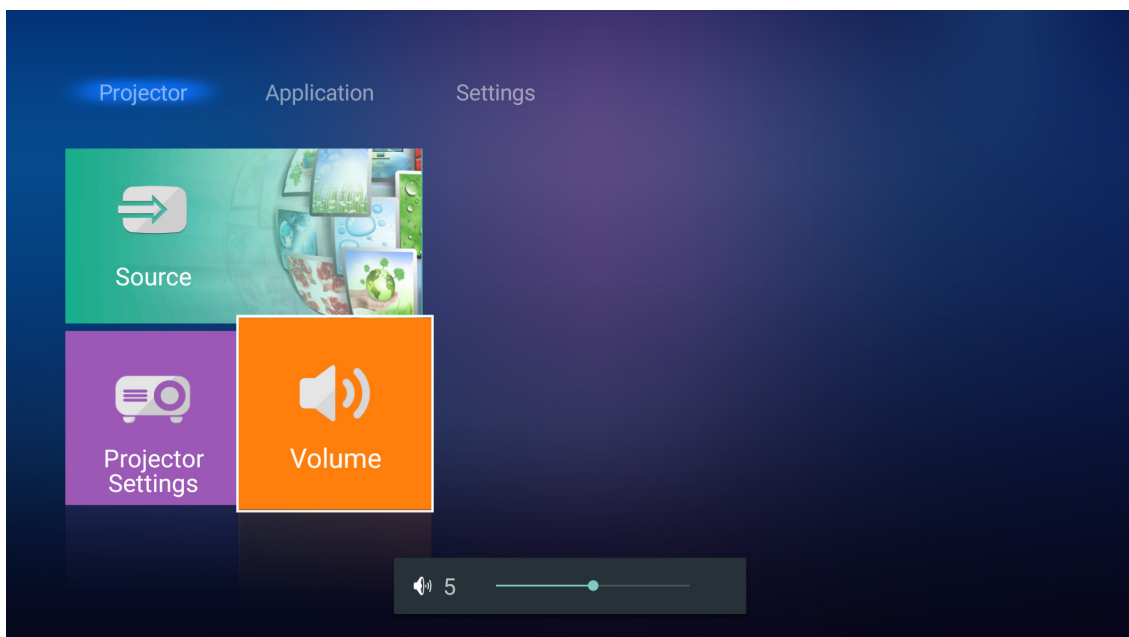 Projector Application Settings
Source
Projector
Settings
Volume
5